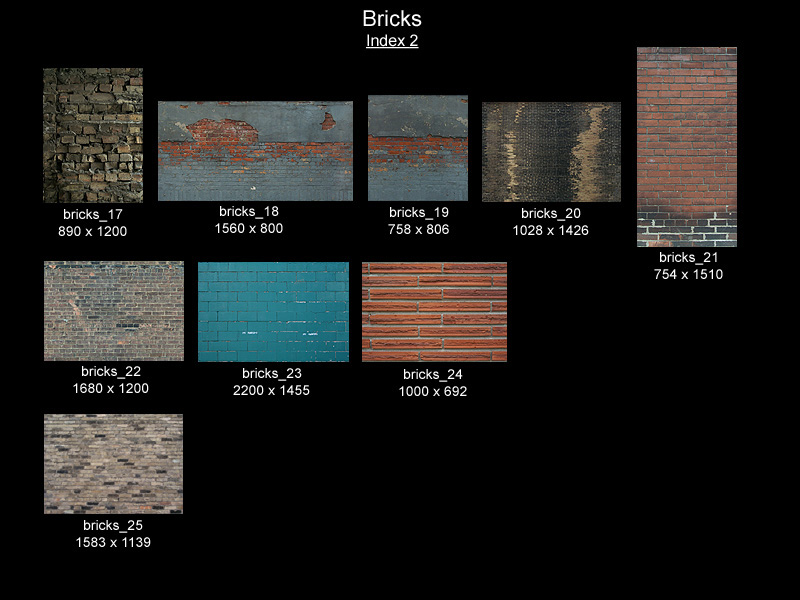 Bricks
Index 2
bricks_17
890 x 1200
bricks_18
1560 x 800
bricks_19
758 x 806
bricks_20
1028 x 1426
bricks_21
754 x 1510
bricks_22
1680 x 1200
bricks_23
2200 x 1455
bricks_24
1000 x 692
bricks_25
1583 x 1139